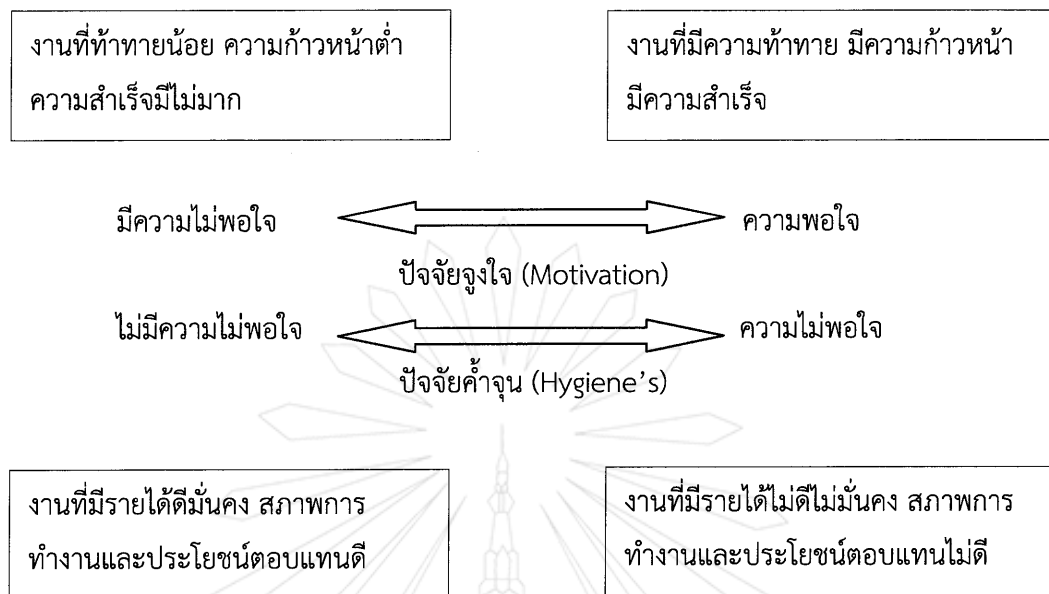 งานที่ท้าทายน้อย ความก้าวหน้าต่ำ
ความสำเร็จมีไม่มาก
งานที่มีความท้าทาย มีความก้าวหน้า
มีความสำเร็จ
มีความไม่พอใจ
ความพอใจ
ปัจจัยจูงใจ (Motivation)
ไม่มีความไม่พอใจ
ความไม่พอใจ
ปัจจัยค้ำจุน (Hygiene’s)
งานที่มีรายได้ดีมั่นคง สภาพการ
ทำงานและประโยชน์ตอบแทนดี
งานที่มีรายได้ไม่ดีไม่มั่นคง สภาพการ
ทำงานและประโยชน์ตอบแทนไม่ดี